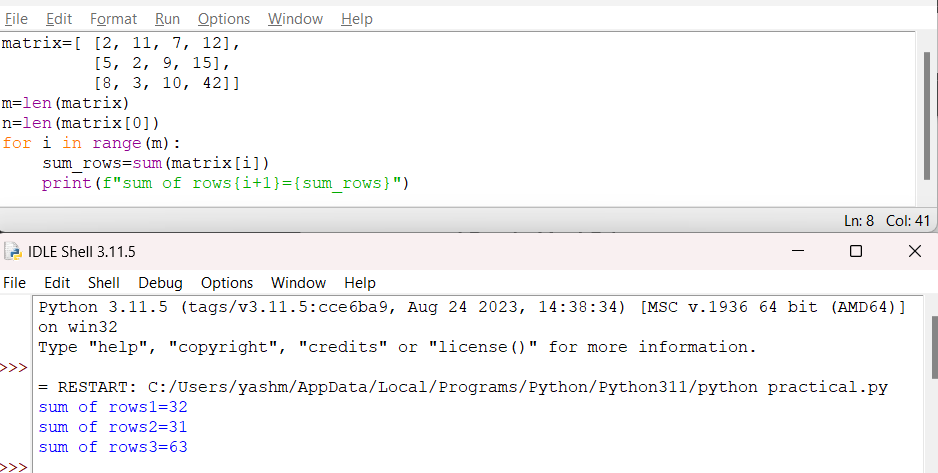 File Edit Format Run Options Window Help
matrix=[ [2, 11, 7, 12],
         [5, 2, 9, 15],
         [8, 3, 10, 42]]
m=len(matrix)
n=len(matrix[0])
for i in range(m):
    sum_rows=sum(matrix[i])
    print(f"sum of rows{i+1}={sum_rows}")
Ln: 8 Col: 41
IDLE Shell 3.11.5
File Edit Shell Debug Options Window Help
Python 3.11.5 (tags/v3.11.5:cce6ba9, Aug 24 2023, 14:38:34) [MSC v.1936 64 bit (AMD64)]
on win32
Type "help", "copyright", "credits" or "license()" for more information.
>>>
= RESTART: C:/Users/yashm/AppData/Local/Programs/Python/Python311/python practical.py
sum of rows1=32
sum of rows2=31
sum of rows3=63
>>>